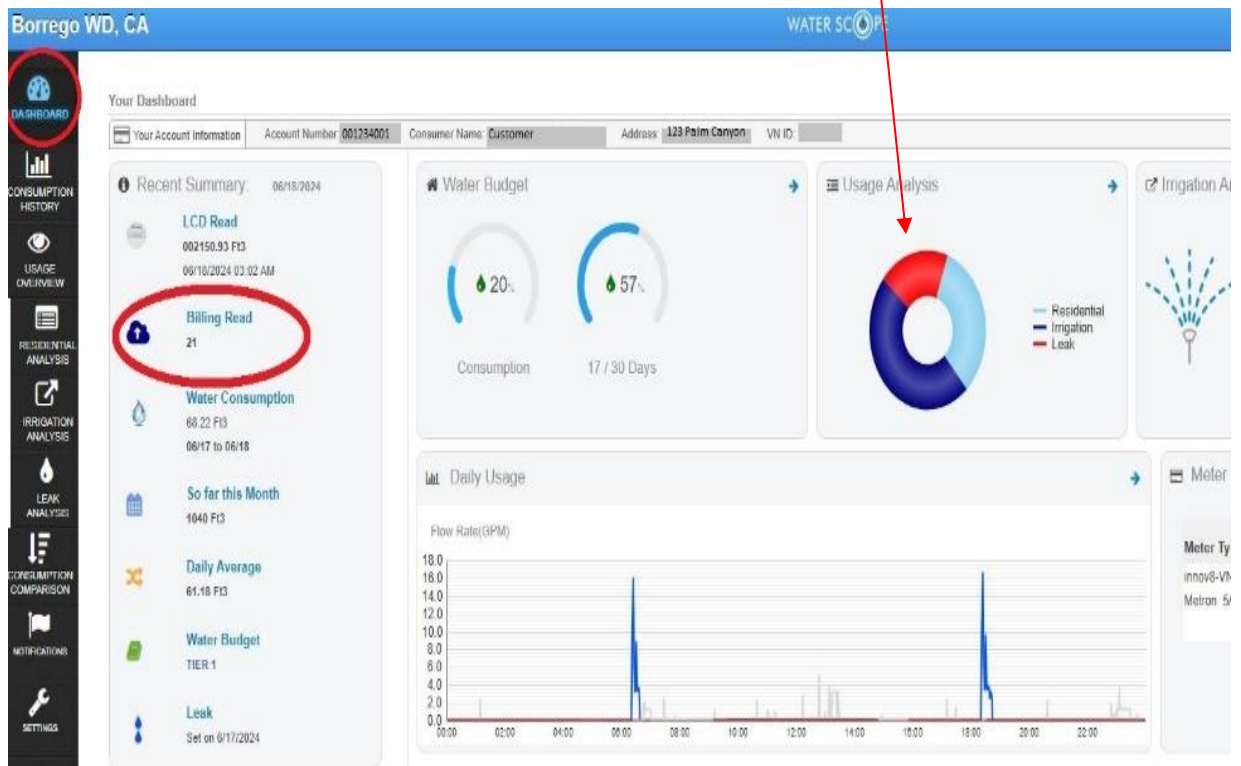 Borrego WD, CA
WATER SCOPE
DASHBOARD
CONSUMPTION
HISTORY
USAGE
OVERVIEW
RESIDENTIAL
ANALYSIS
IRRIGATION
ANALYSIS
LEAK
ANALYSIS
CONSUMPTION
COMPARISON
NOTIFICATIONS
SETTINGS
Your Dashboard
Your Account Information Account Number 001234001 Consumer Name: Customer Address: 123 Palm Canyon VN ID:
Recent Summary: 06/18/2024
LCD Read
002150.93 Ft3
06/18/2024 03:02 AM
Billing Read
21
Water Consumption
68.22 Ft3
06/17 to 06/18
So far this Month
1040 Ft3
Daily Average
61.18 Ft3
Water Budget
TIER 1
Leak
Set on 6/17/2024
Water Budget
20%
57%
Consumption
17 / 30 Days
Usage Analysis
Residential
Irrigation
Leak
Irrigation A
Daily Usage
Flow Rate(GPM)
18.0
16.0
14.0
12.0
10.0
8.0
6.0
4.0
2.0
0.0
00:00 02:00 04:00 06:00 08:00 10:00 12:00 14:00 16:00 18:00 20:00 22:00
Meter
Meter Ty
innov8-VN
Metron 5/